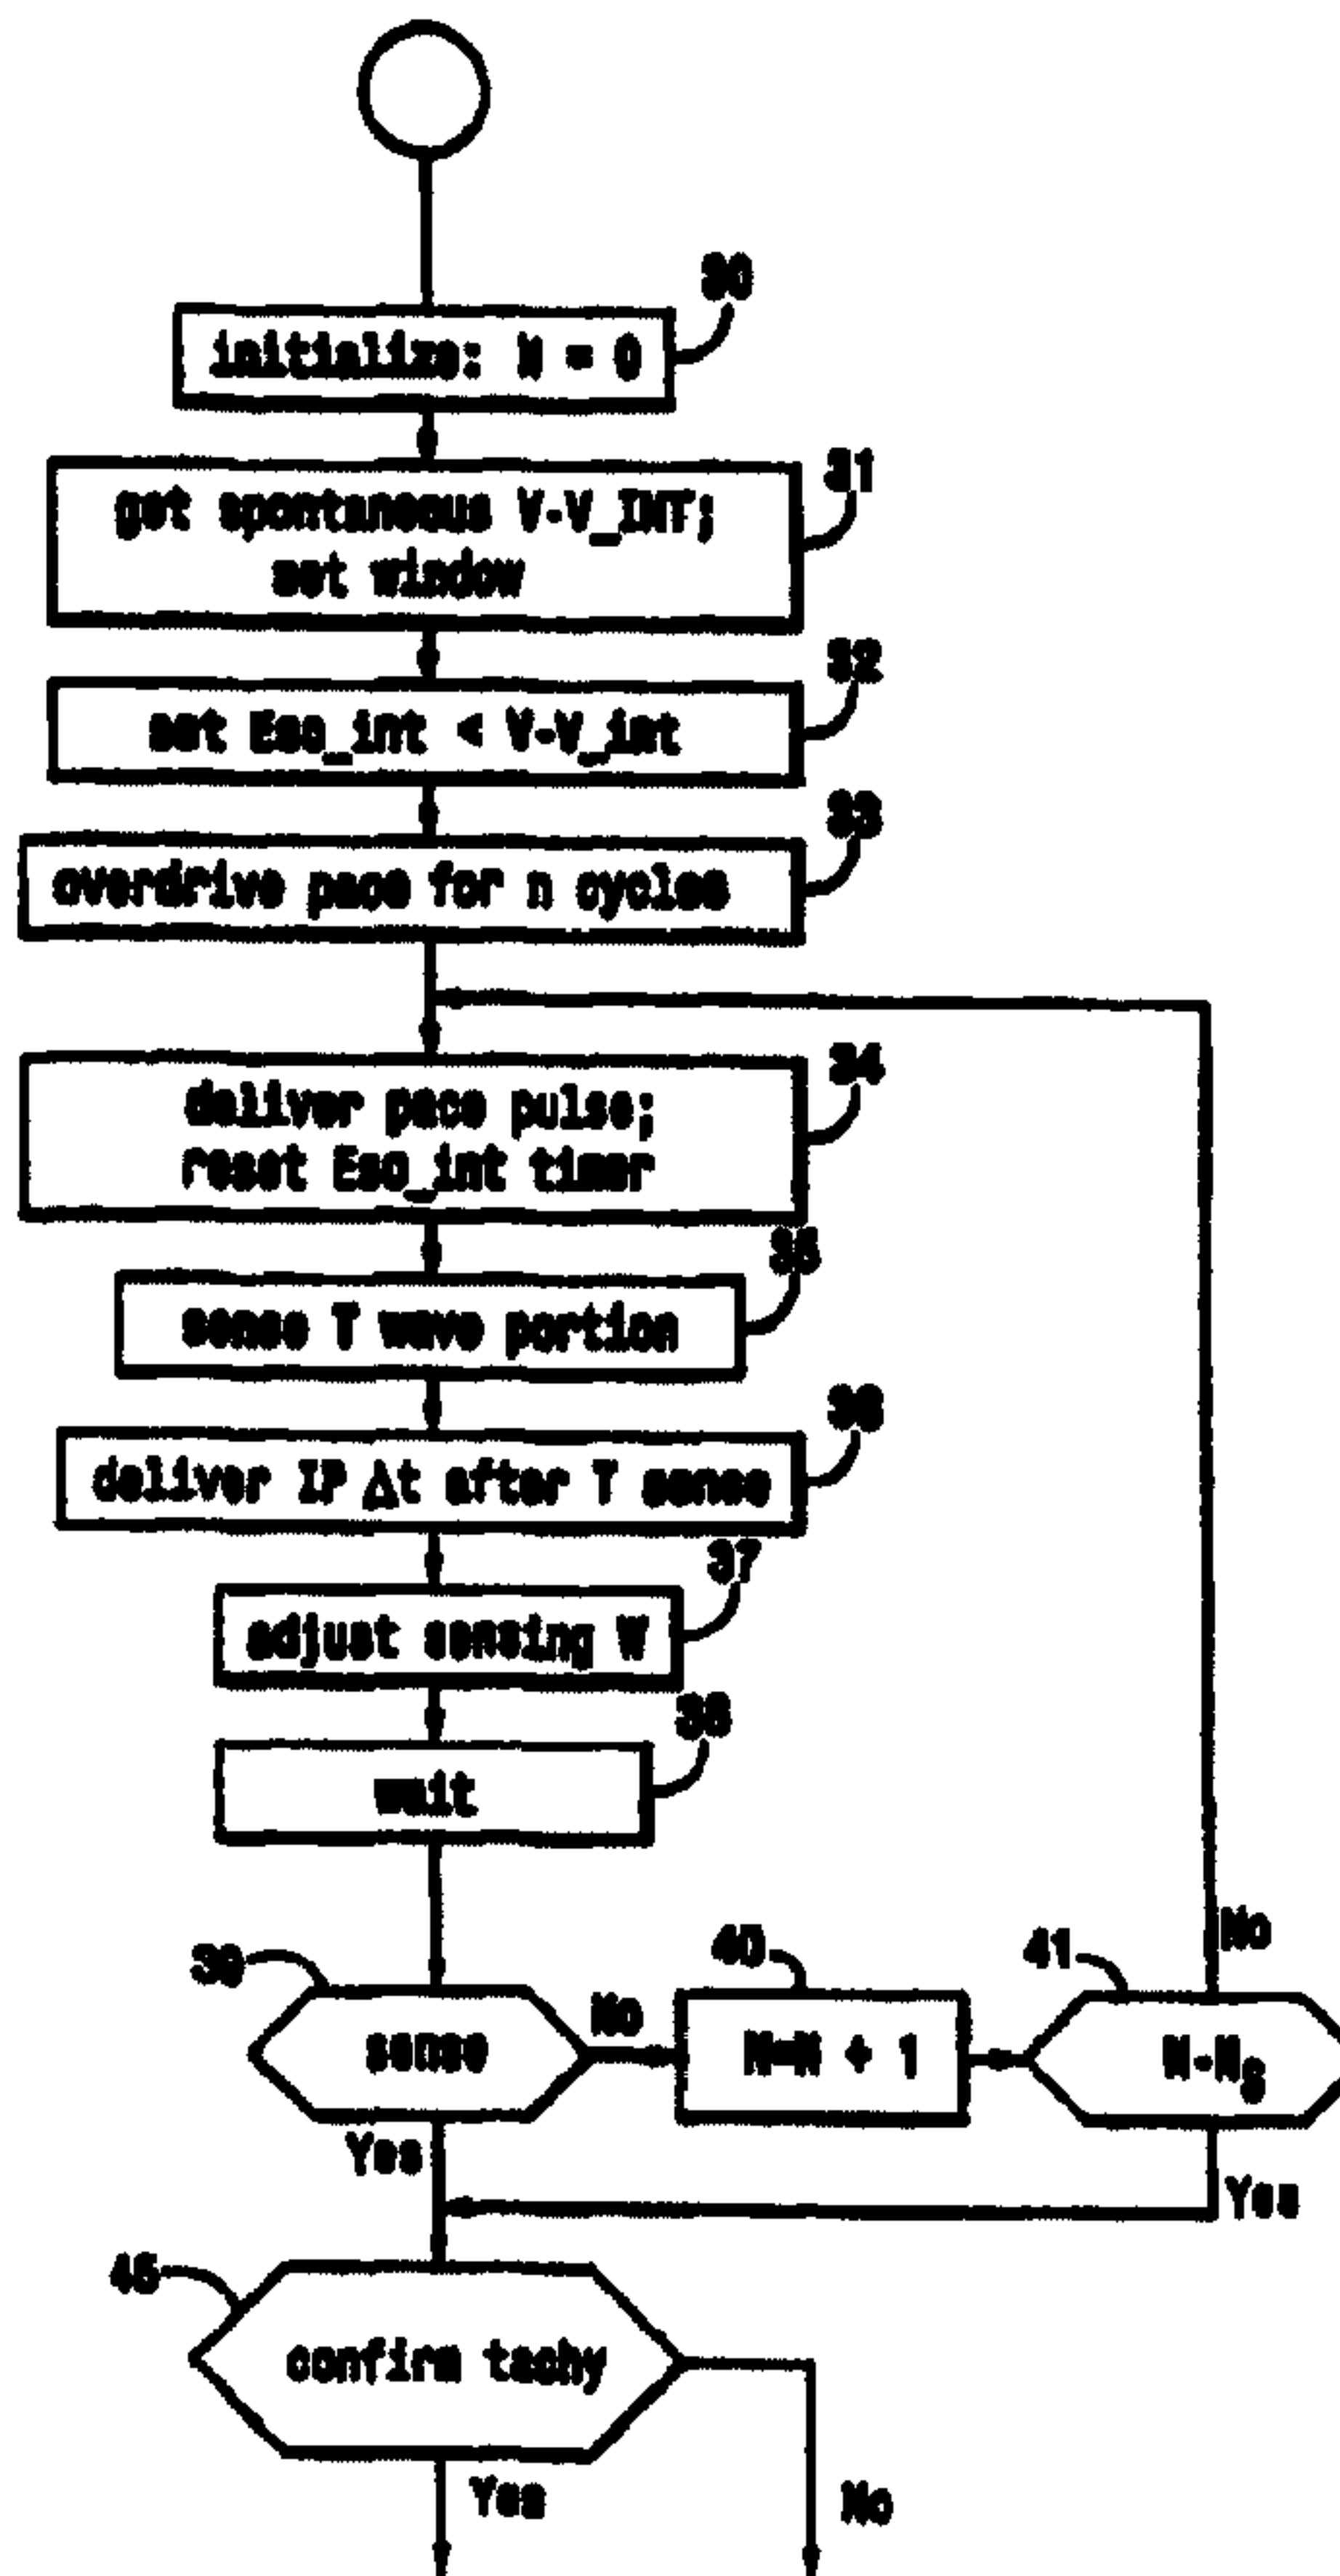 30
initialize: N = 0
31
get spontaneous V-V_INT;
set window
32
set Esc_int < V-V_int
33
overdrive pace for n cycles
34
deliver pace pulse;
reset Esc_int timer
35
sense T wave portion
36
deliver IP Δt after T sense
37
adjust sensing W
38
wait
39
sense
No
40
N=N + 1
41
No
N-NS
Yes
Yes
45
confirm tachy
Yes
No